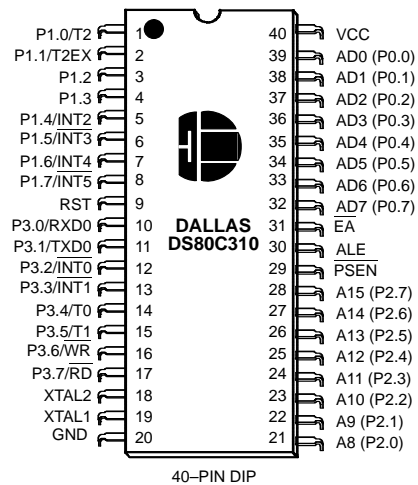 P1.0/T2 1 40 VCC
P1.1/T2EX 2 39 AD0 (P0.0)
P1.2 3 38 AD1 (P0.1)
P1.3 4 37 AD2 (P0.2)
P1.4/INT2 5 36 AD3 (P0.3)
P1.5/INT3 6 35 AD4 (P0.4)
P1.6/INT4 7 34 AD5 (P0.5)
P1.7/INT5 8 33 AD6 (P0.6)
RST 9 32 AD7 (P0.7)
P3.0/RXD0 10 DALLAS 31 EA
P3.1/TXD0 11 DS80C310 30 ALE
P3.2/INT0 12 29 PSEN
P3.3/INT1 13 28 A15 (P2.7)
P3.4/T0 14 27 A14 (P2.6)
P3.5/T1 15 26 A13 (P2.5)
P3.6/WR 16 25 A12 (P2.4)
P3.7/RD 17 24 A11 (P2.3)
XTAL2 18 23 A10 (P2.2)
XTAL1 19 22 A9 (P2.1)
GND 20 21 A8 (P2.0)
40–PIN DIP